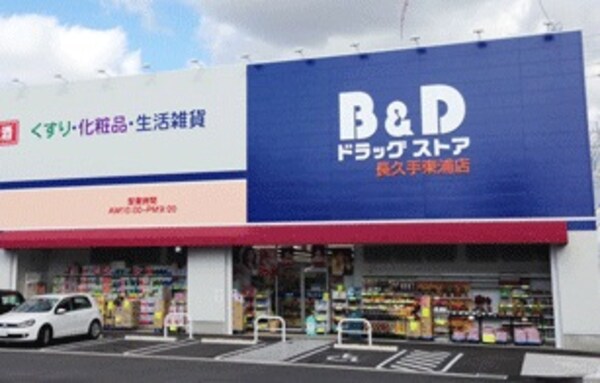 酒
くすり・化粧品・生活雑貨
営業時間
AM10:00~PM9:00
B&D
ドラッグストア
長久手東浦店